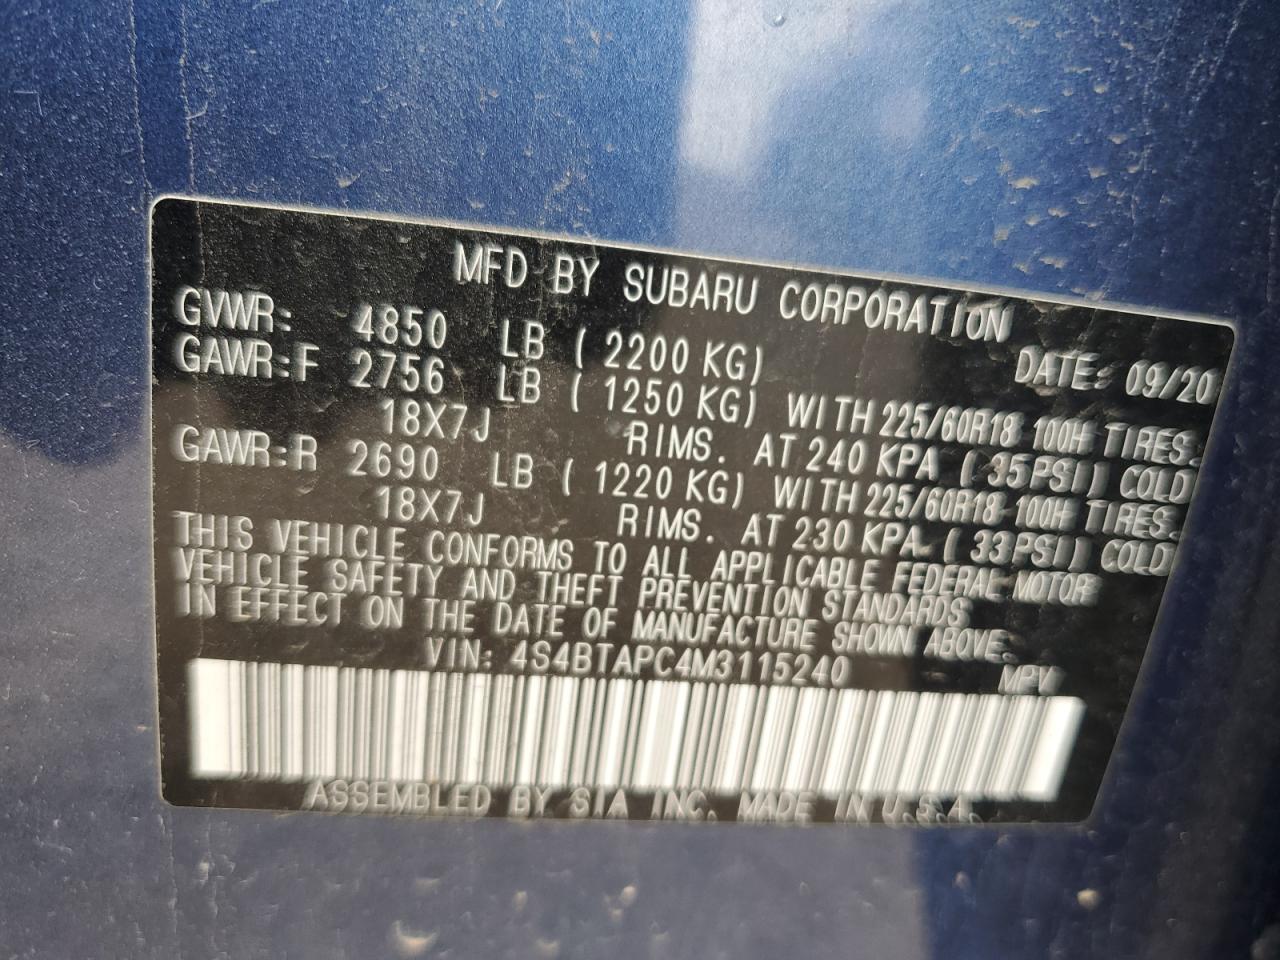 MFD BY SUBARU CORPORATION
GVWR: 4850 LB ( 2200 KG) DATE: 09/20
GAWR:F 2756 LB ( 1250 KG) WITH 225/60R18 100H TIRES.
18X7J RIMS. AT 240 KPA ( 35PSI) COLD
GAWR:R 2690 LB ( 1220 KG) WITH 225/60R18 100H TIRES.
18X7J RIMS. AT 230 KPA ( 33PSI) COLD
THIS VEHICLE CONFORMS TO ALL APPLICABLE FEDERAL MOTOR
VEHICLE SAFETY AND THEFT PREVENTION STANDARDS
IN EFFECT ON THE DATE OF MANUFACTURE SHOWN ABOVE.
VIN: 4S4BTAPC4M3115240 MPV
ASSEMBLED BY SIA INC. MADE IN U.S.A.